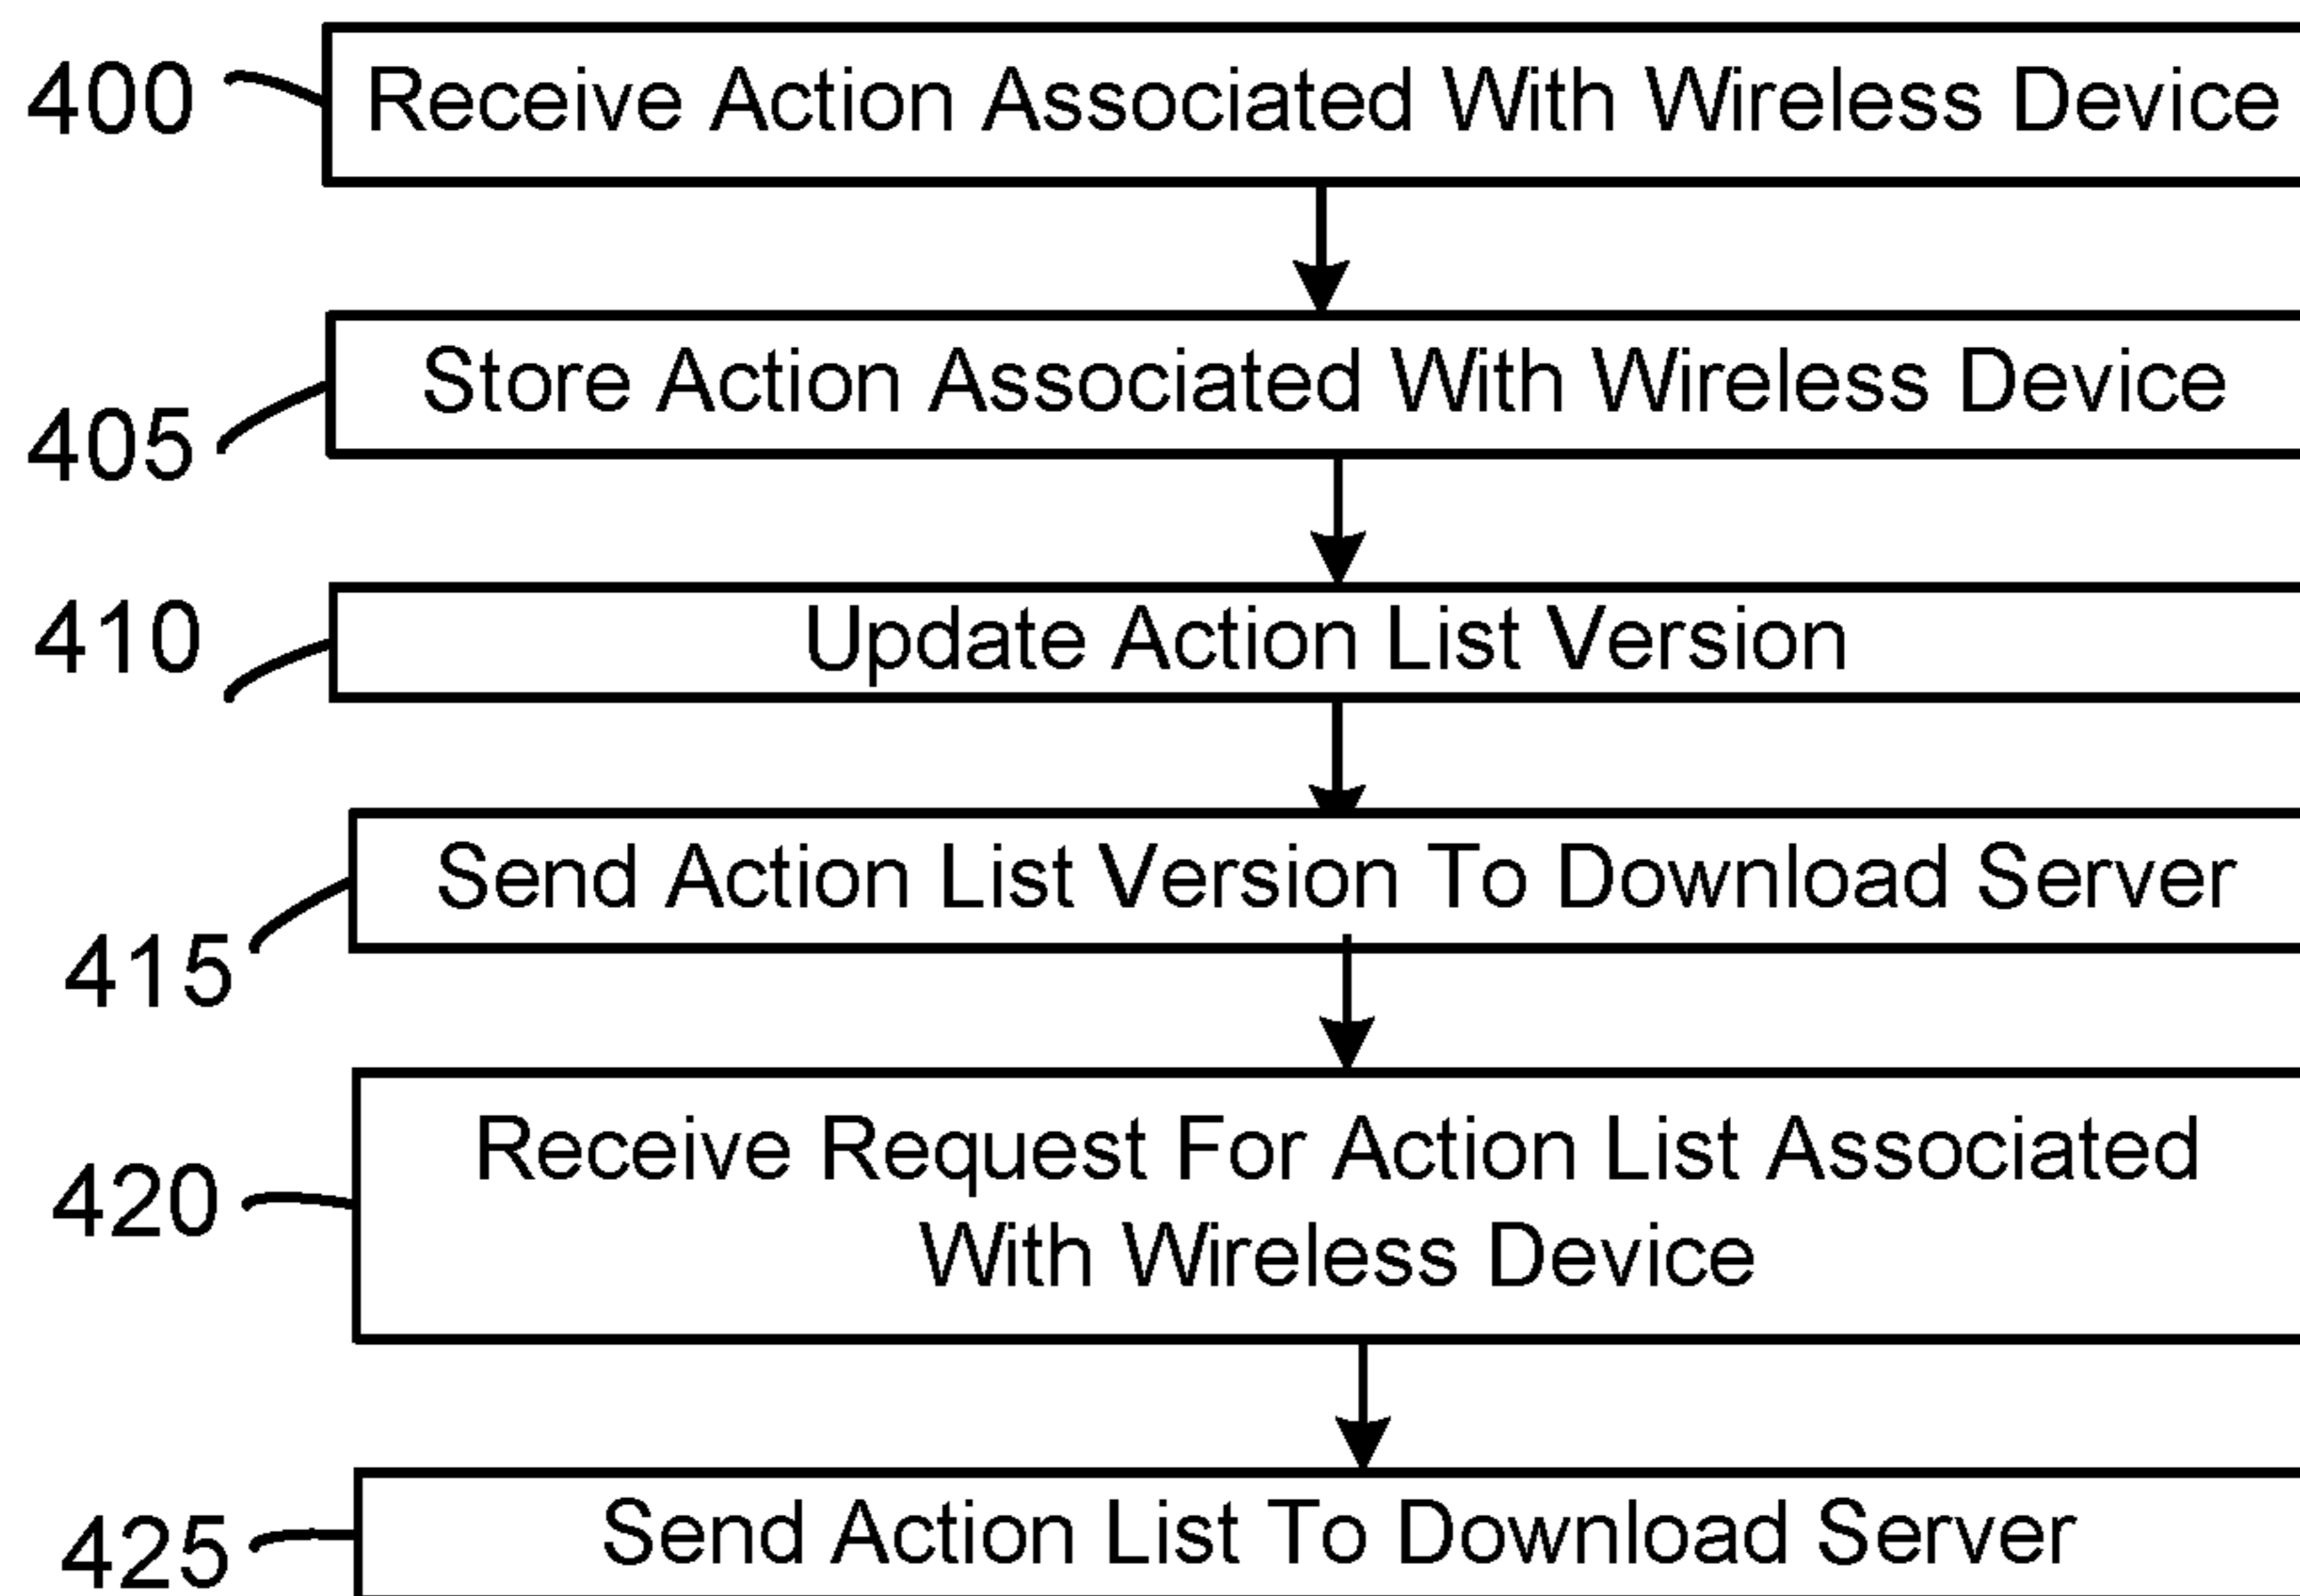 400 Receive Action Associated With Wireless Device
Store Action Associated With Wireless Device
405
410 Update Action List Version
Send Action List Version To Download Server
415
Receive Request For Action List Associated
420
With Wireless Device
425 Send Action List To Download Server